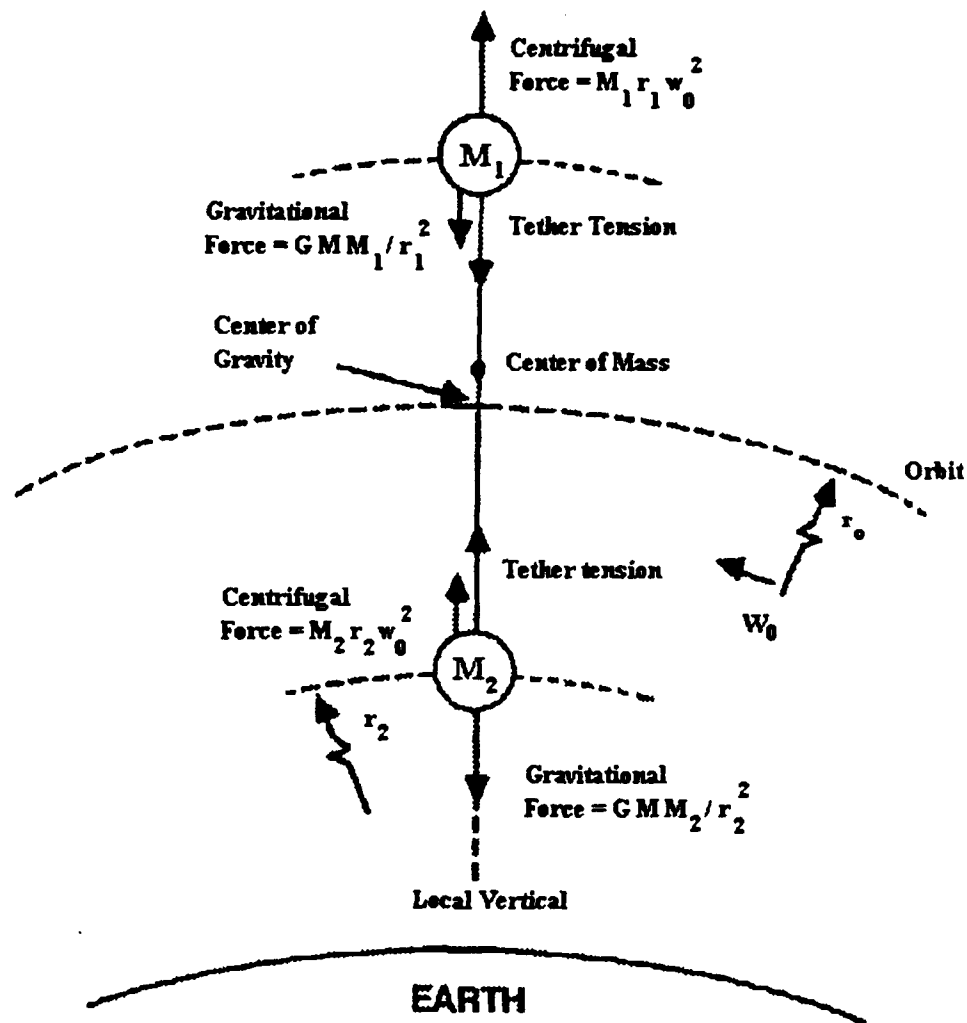 Centrifugal
Force = M₁ r₁ w₀²
M₁
Gravitational
Force = G M M₁ / r₁²
Tether Tension
Center of
Gravity
Center of Mass
Orbit
r₀
W₀
Tether tension
Centrifugal
Force = M₂ r₂ w₀²
M₂
r₂
Gravitational
Force = G M M₂ / r₂²
Local Vertical
EARTH